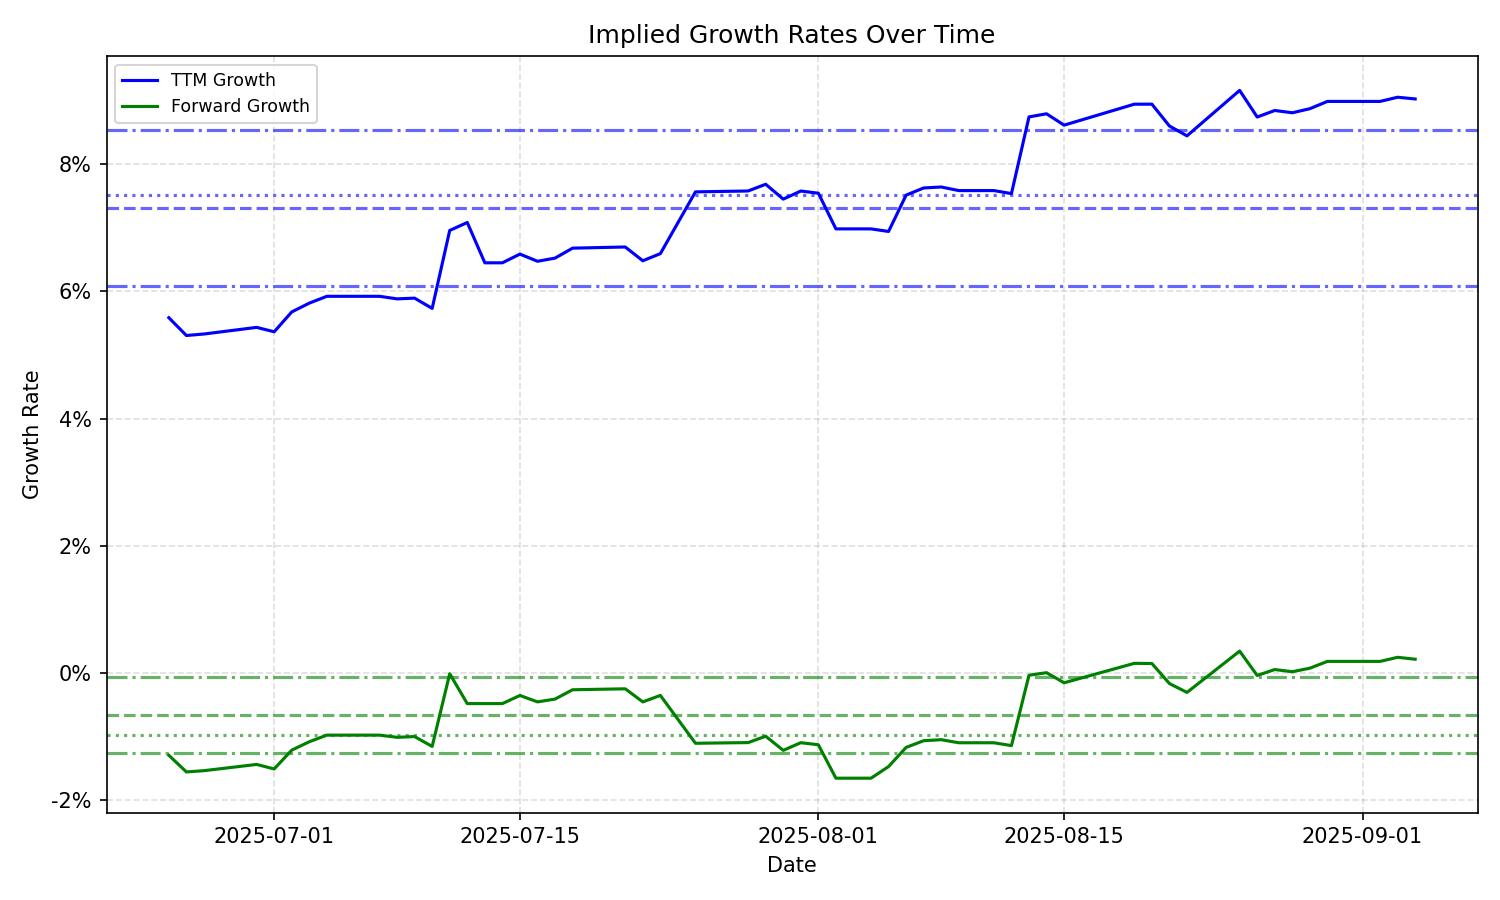 Implied Growth Rates Over Time
TTM Growth
Forward Growth
Growth Rate
8%
6%
4%
2%
0%
-2%
2025-07-01
2025-07-15
2025-08-01
2025-08-15
2025-09-01
Date